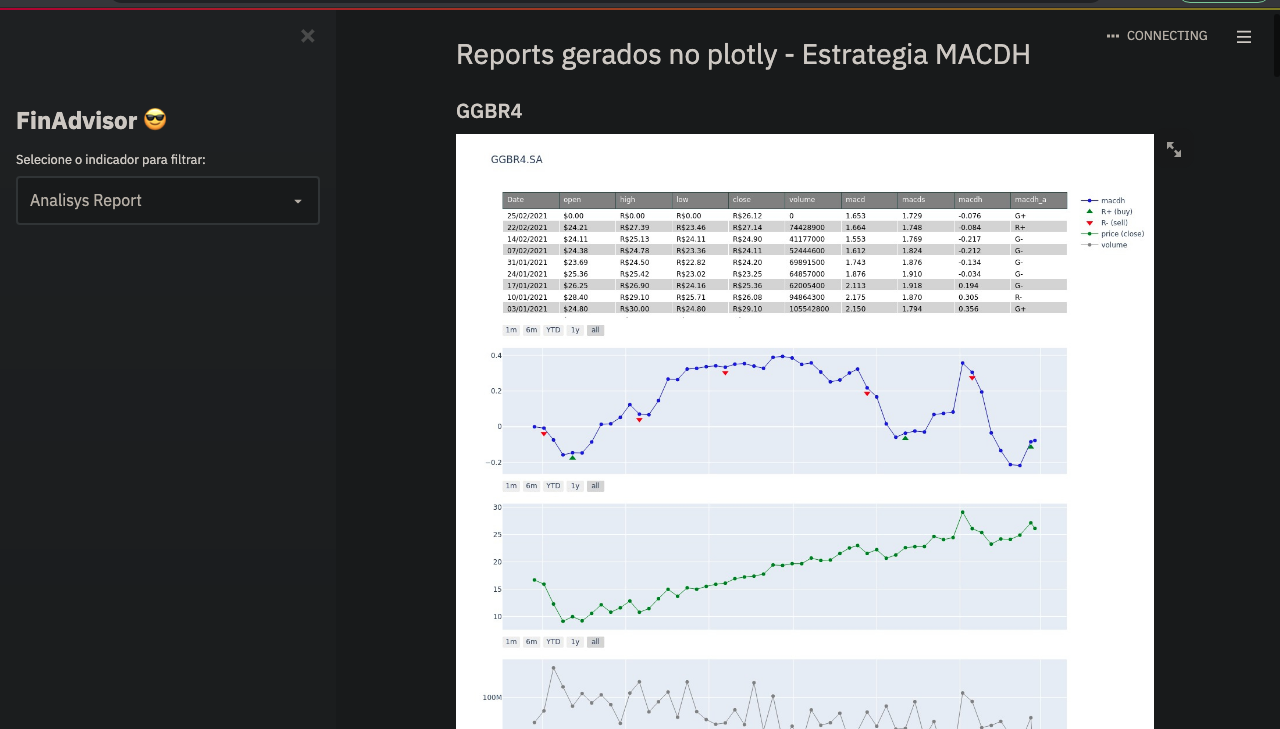 CONNECTING
FinAdvisor 😎
Selecione o indicador para filtrar:
Analisys Report
Reports gerados no plotly - Estrategia MACDH
GGBR4
GGBR4.SA
Date open high low close volume macd macds macdh macdh_a
25/02/2021 $0.00 R$0.00 R$0.00 R$26.12 0 1.653 1.729 -0.076 G+
22/02/2021 $24.21 R$27.39 R$23.46 R$27.14 74428900 1.664 1.748 -0.084 R+
14/02/2021 $24.11 R$25.13 R$24.11 R$24.90 41177000 1.553 1.769 -0.217 G-
07/02/2021 $24.38 R$24.78 R$23.36 R$24.11 52444600 1.612 1.824 -0.212 G-
31/01/2021 $23.69 R$24.50 R$22.82 R$24.20 69891500 1.743 1.876 -0.134 G-
24/01/2021 $25.36 R$25.42 R$23.02 R$23.25 64857000 1.876 1.910 -0.034 G-
17/01/2021 $26.25 R$26.90 R$24.16 R$25.36 62005400 2.113 1.918 0.194 G-
10/01/2021 $28.40 R$29.10 R$25.71 R$26.08 94864300 2.175 1.870 0.305 R-
03/01/2021 $24.80 R$30.00 R$24.80 R$29.10 105542800 2.150 1.794 0.356 G+
macdh
R+ (buy)
R- (sell)
price (close)
volume
1m 6m YTD 1y all
0.4
0.2
0
−0.2
1m 6m YTD 1y all
30
25
20
15
10
1m 6m YTD 1y all
100M